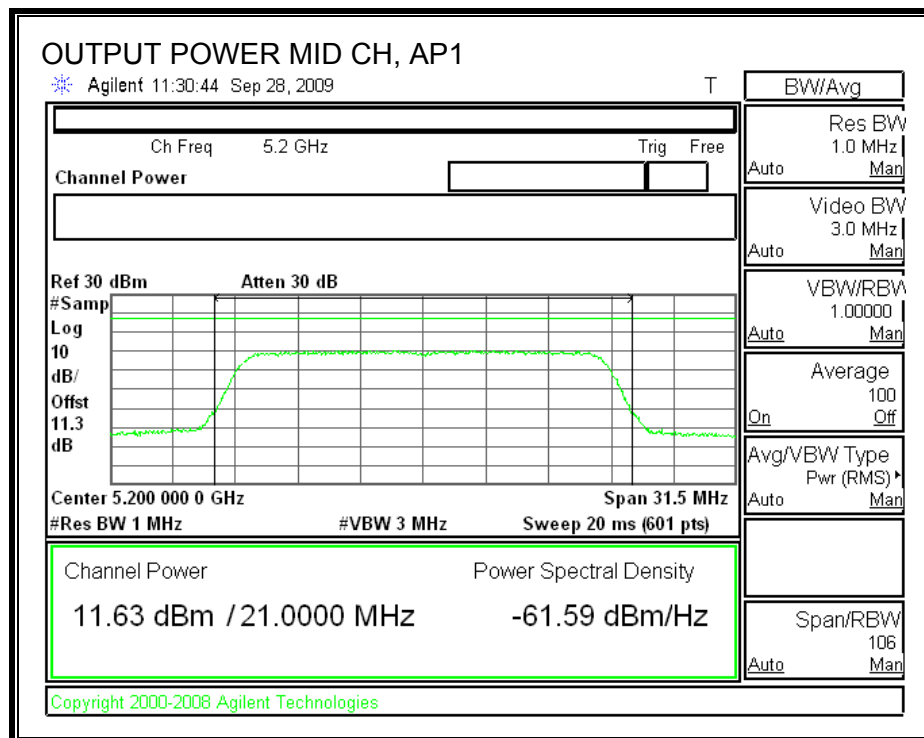 OUTPUT POWER MID CH, AP1
Agilent 11:30:44 Sep 28, 2009 T
Ch Freq 5.2 GHz Trig Free
Channel Power
Ref 30 dBm Atten 30 dB
#Samp
Log
10
dB/
Offst
11.3
dB
Center 5.200 000 0 GHz Span 31.5 MHz
#Res BW 1 MHz #VBW 3 MHz Sweep 20 ms (601 pts)
Channel Power Power Spectral Density
11.63 dBm / 21.0000 MHz -61.59 dBm/Hz
Copyright 2000-2008 Agilent Technologies
BW/Avg
Res BW
1.0 MHz
Auto Man
Video BW
3.0 MHz
Auto Man
VBW/RBW
1.00000
Auto Man
Average
100
On Off
Avg/VBW Type
Pwr (RMS)
Auto Man
Span/RBW
106
Auto Man